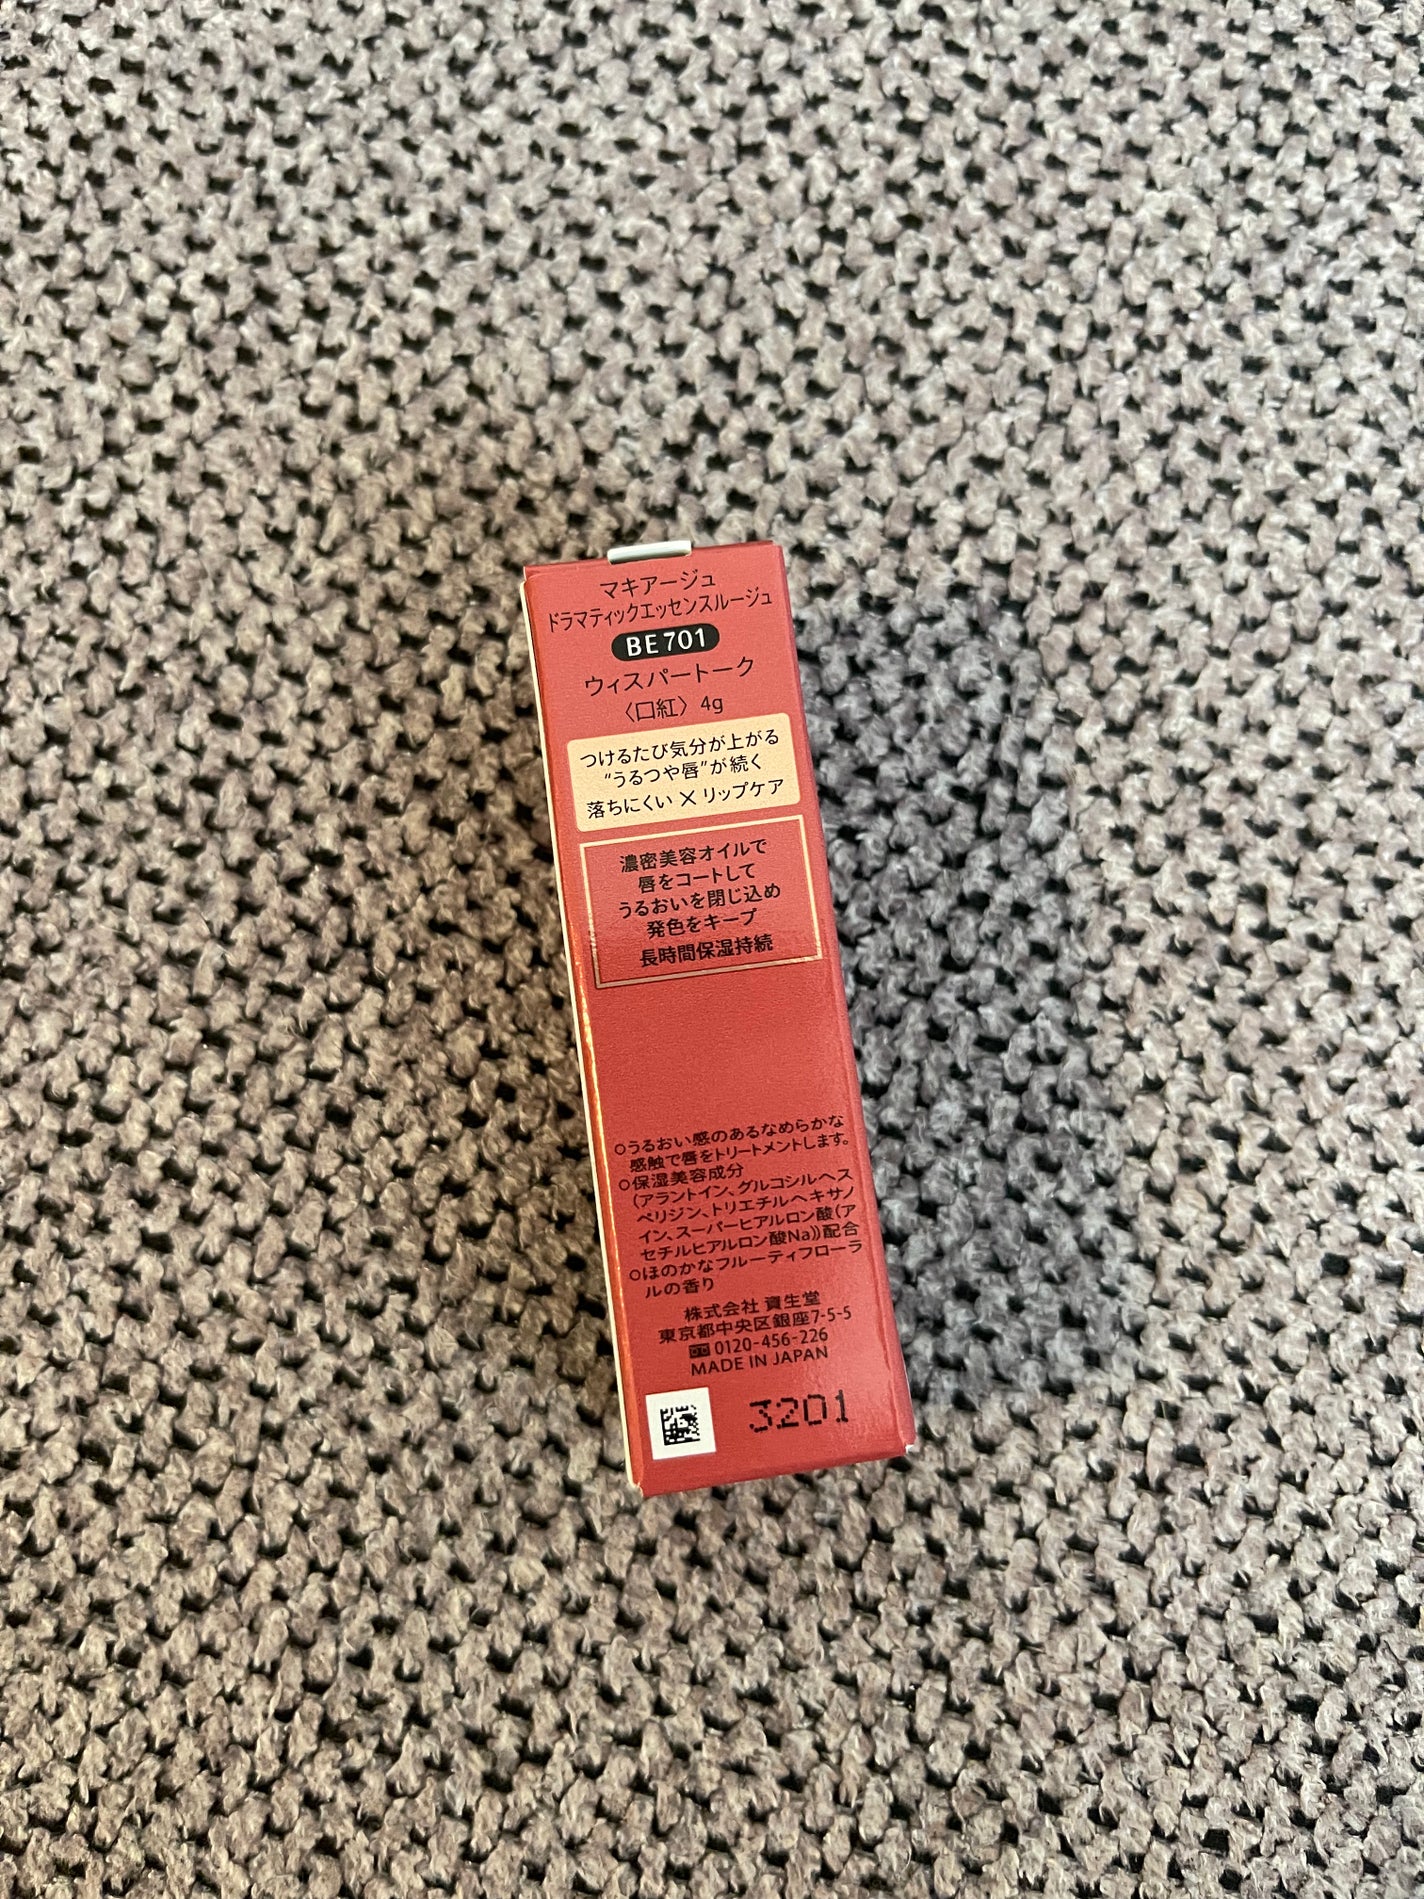 マキアージュ
ドラマティックエッセンスルージュ
BE701
ウィスパートーク
〈口紅〉4g
つけるたび気分が上がる
“うるつや唇”が続く
落ちにくい×リップケア
濃密美容オイルで
唇をコートして
うるおいを閉じ込め
発色をキープ
長時間保湿持続
○うるおい感のあるなめらかな
感触で唇をトリートメントします。
○保湿美容成分
(アラントイン、グルコシルヘス
ペリジン、トリエチルヘキサノ
イン、スーパーヒアルロン酸(ア
セチルヒアルロン酸Na))配合
○ほのかなフルーティフローラ
ルの香り
株式会社 資生堂
東京都中央区銀座7-5-5
0120-456-226
MADE IN JAPAN
3201